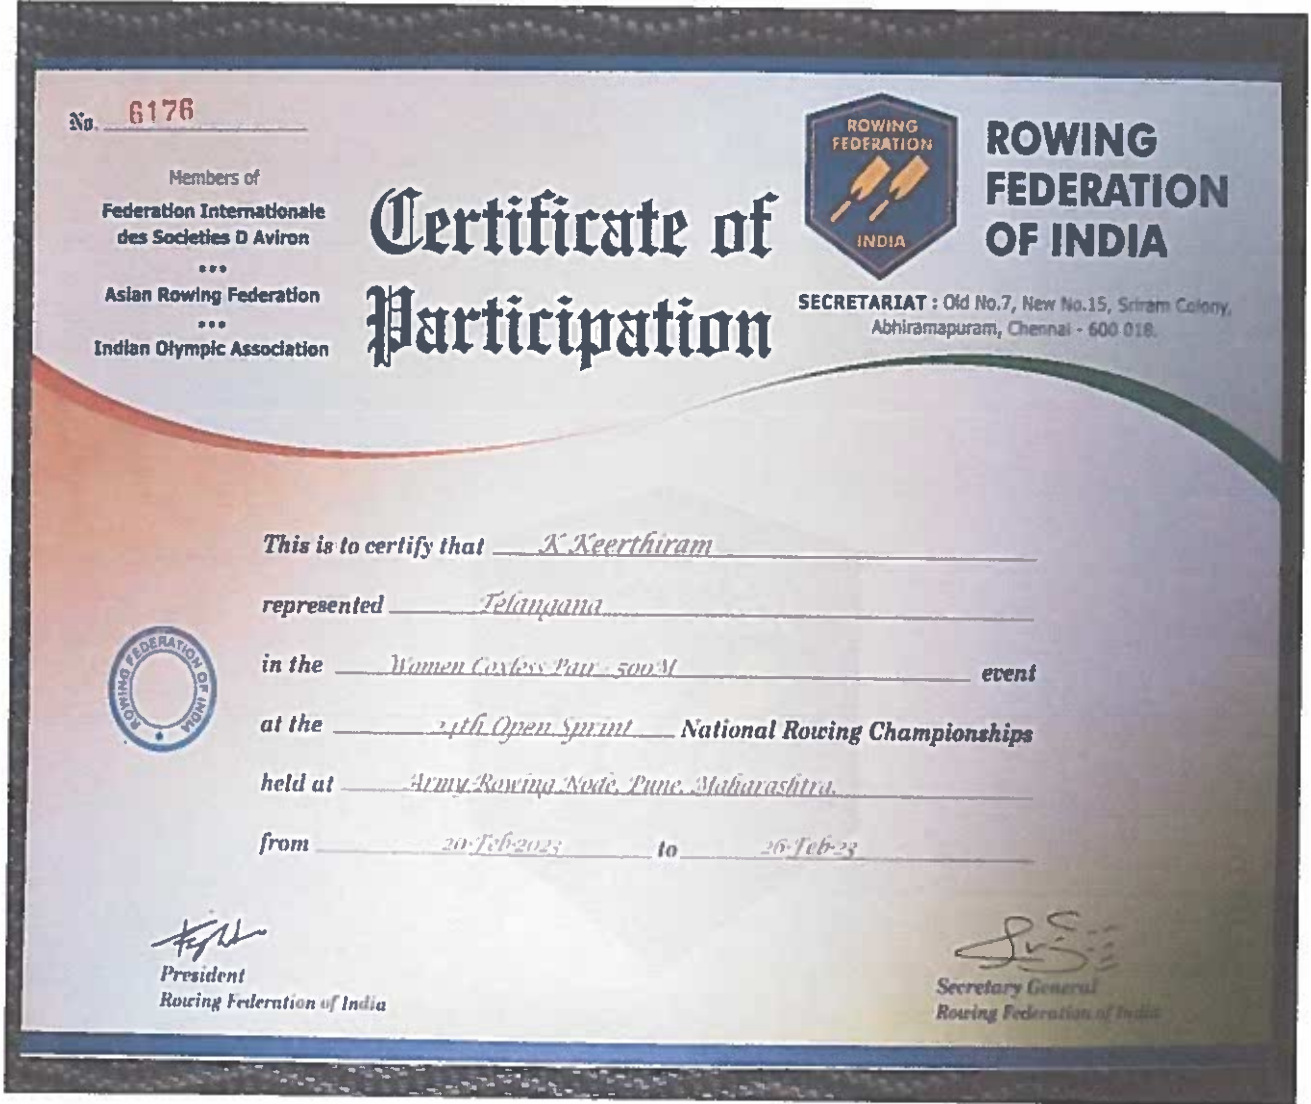 No. 6176
Members of
Federation Internationale
des Societies D Aviron
***
Asian Rowing Federation
***
Indian Olympic Association
Certificate of
Participation
ROWING
FEDERATION
INDIA
ROWING
FEDERATION
OF INDIA
SECRETARIAT : Old No.7, New No.15, Sriram Colony,
Abhiramapuram, Chennai - 600 018.
This is to certify that K Keerthiram
represented Telangana
in the Women Coxless Pair - 500M event
at the 24th Open Sprint National Rowing Championships
held at Army Rowing Node, Pune, Maharashtra.
from 20-Feb-2023 to 26-Feb-23
ROWING FEDERATION OF INDIA
President
Rowing Federation of India
Secretary General
Rowing Federation of India